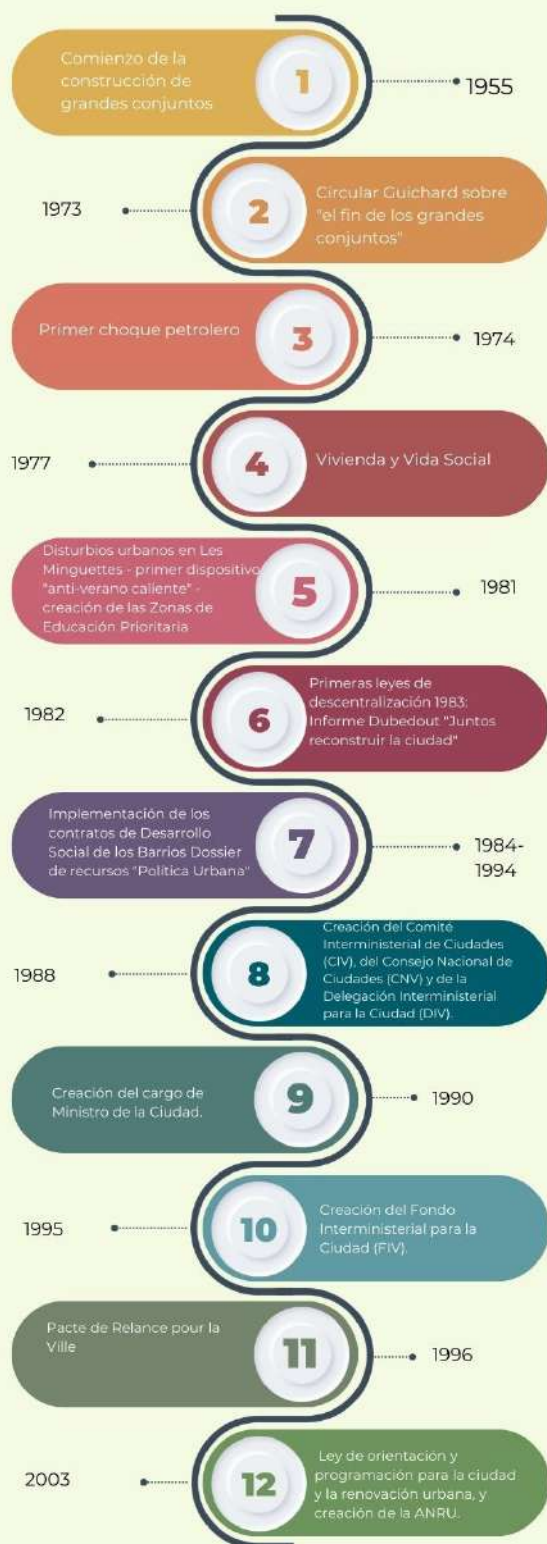 Comienzo de la
construcción de
grandes conjuntos
1
1955
1973
2
Circular Guichard sobre
"el fin de los grandes
conjuntos"
Primer choque petrolero
3
1974
1977
4
Vivienda y Vida Social
Disturbios urbanos en Les
Minguettes - primer dispositivo
"anti-verano caliente" -
creación de las Zonas de
Educación Prioritaria
5
1981
1982
6
Primeras leyes de
descentralización 1983:
Informe Dubedout "Juntos
reconstruir la ciudad"
Implementación de los
contratos de Desarrollo
Social de los Barrios Dossier
de recursos "Política Urbana"
7
1984-
1994
1988
8
Creación del Comité
Interministerial de Ciudades
(CIV), del Consejo Nacional de
Ciudades (CNV) y de la
Delegación Interministerial
para la Ciudad (DIV).
Creación del cargo de
Ministro de la Ciudad.
9
1990
1995
10
Creación del Fondo
Interministerial para la
Ciudad (FIV).
Pacte de Relance pour la
Ville
11
1996
2003
12
Ley de orientación y
programación para la ciudad
y la renovación urbana, y
creación de la ANRU.